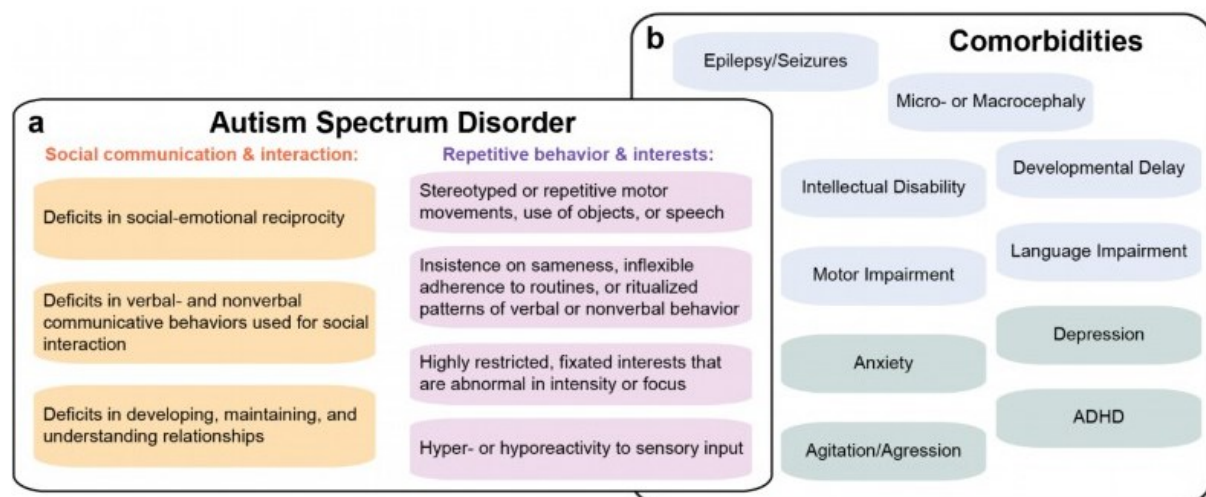 a
Autism Spectrum Disorder
Social communication & interaction:
Deficits in social-emotional reciprocity
Deficits in verbal- and nonverbal
communicative behaviors used for social
interaction
Deficits in developing, maintaining, and
understanding relationships
Repetitive behavior & interests:
Stereotyped or repetitive motor
movements, use of objects, or speech
Insistence on sameness, inflexible
adherence to routines, or ritualized
patterns of verbal or nonverbal behavior
Highly restricted, fixated interests that
are abnormal in intensity or focus
Hyper- or hyporeactivity to sensory input
b
Comorbidities
Epilepsy/Seizures
Micro- or Macrocephaly
Intellectual Disability
Developmental Delay
Motor Impairment
Language Impairment
Anxiety
Depression
Agitation/Agression
ADHD